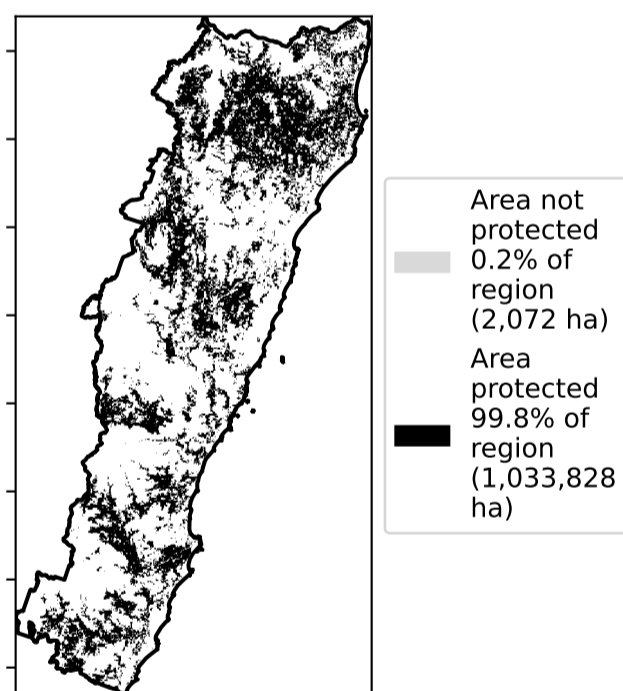 Area not
protected
0.2% of
region
(2,072 ha)
Area
protected
99.8% of
region
(1,033,828
ha)